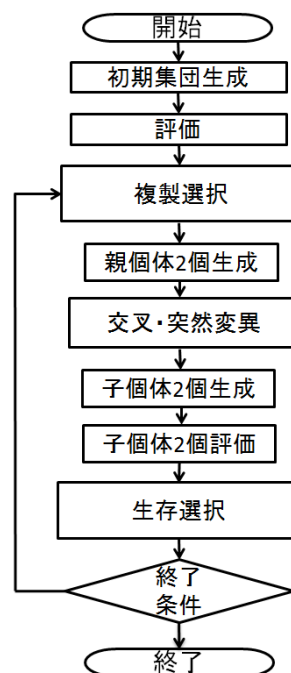 開始
初期集団生成
評価
複製選択
親個体2個生成
交叉・突然変異
子個体2個生成
子個体2個評価
生存選択
終了
条件
終了